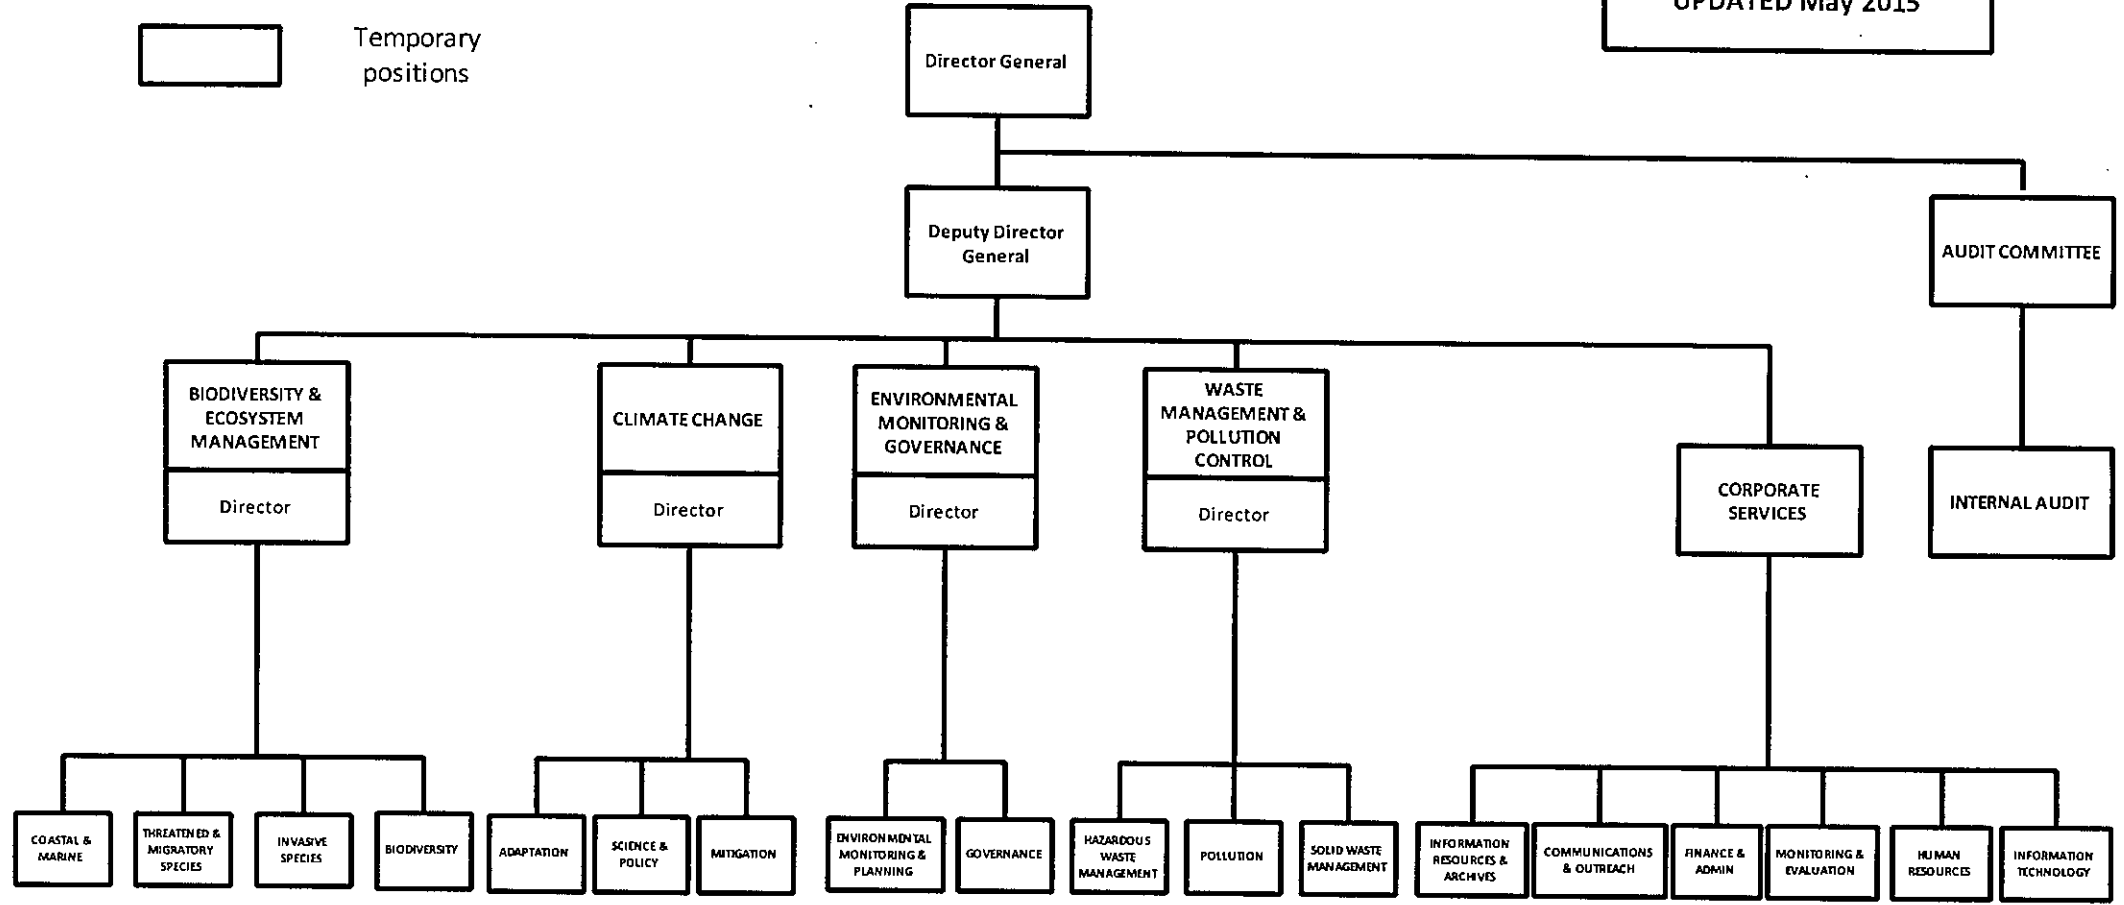 UPDATED May 2015
Temporary
positions
Director General
Deputy Director
General
AUDIT COMMITTEE
BIODIVERSITY &
ECOSYSTEM
MANAGEMENT
Director
CLIMATE CHANGE
Director
ENVIRONMENTAL
MONITORING &
GOVERNANCE
Director
WASTE
MANAGEMENT &
POLLUTION
CONTROL
Director
CORPORATE
SERVICES
INTERNAL AUDIT
COASTAL &
MARINE
THREATENED &
MIGRATORY
SPECIES
INVASIVE
SPECIES
BIODIVERSITY
ADAPTATION
SCIENCE &
POLICY
MITIGATION
ENVIRONMENTAL
MONITORING &
PLANNING
GOVERNANCE
HAZARDOUS
WASTE
MANAGEMENT
POLLUTION
SOLID WASTE
MANAGEMENT
INFORMATION
RESOURCES &
ARCHIVES
COMMUNICATIONS
& OUTREACH
FINANCE &
ADMIN
MONITORING &
EVALUATION
HUMAN
RESOURCES
INFORMATION
TECHNOLOGY